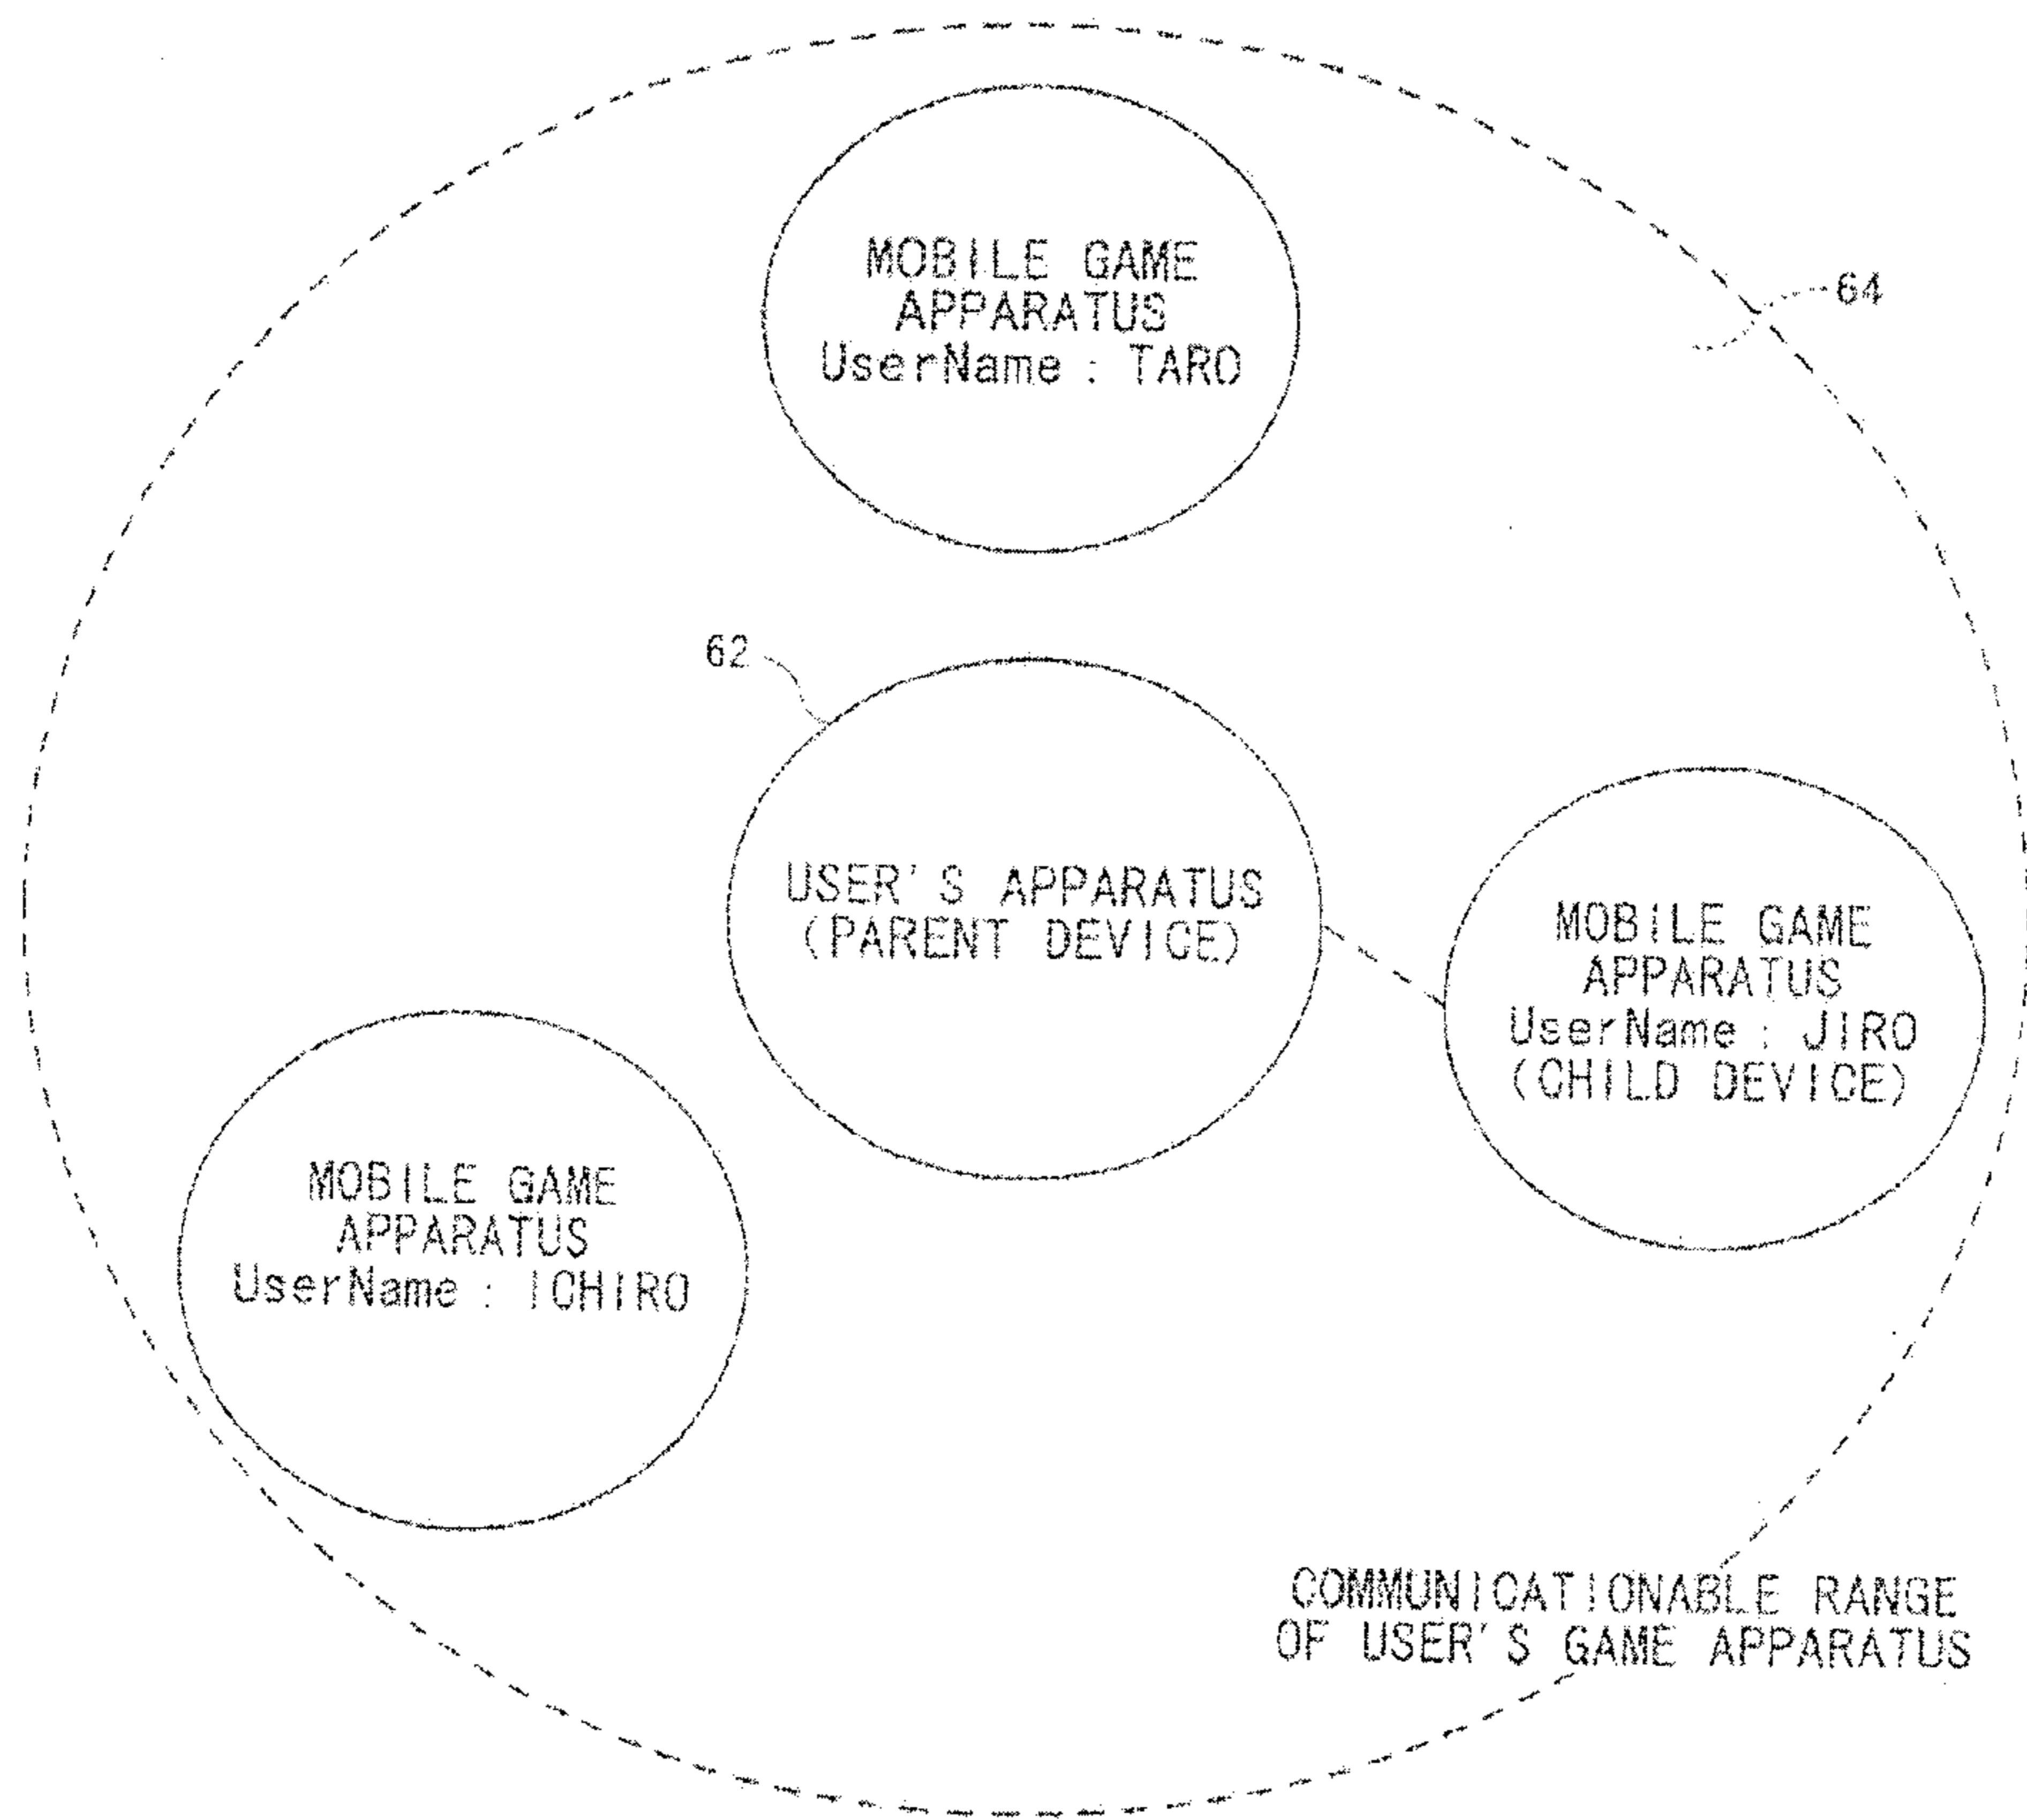 MOBILE GAME
APPARATUS
UserName : TARO
64
62
USER'S APPARATUS
(PARENT DEVICE)
MOBILE GAME
APPARATUS
UserName : JIRO
(CHILD DEVICE)
MOBILE GAME
APPARATUS
UserName : ICHIRO
COMMUNICATIONABLE RANGE
OF USER'S GAME APPARATUS